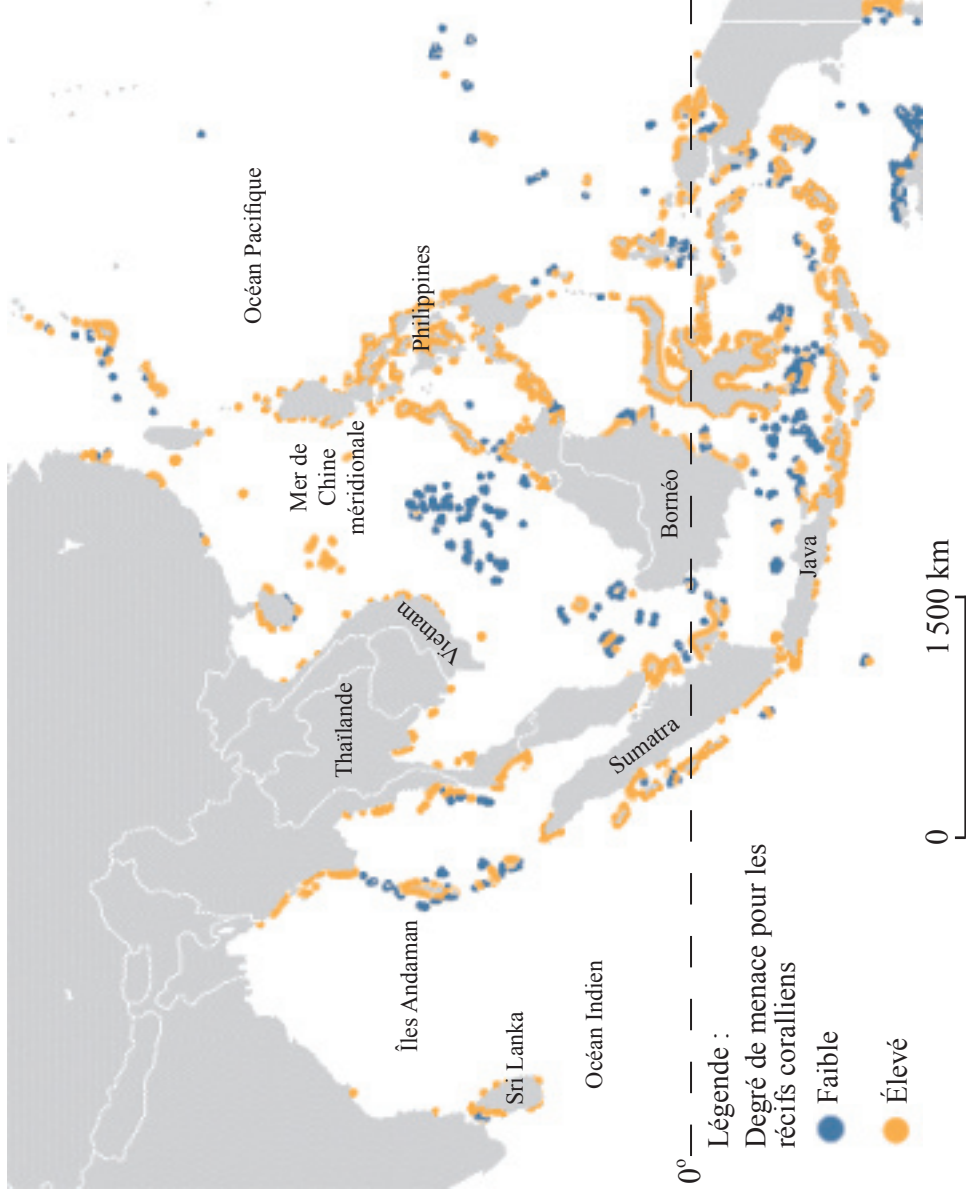 Océan Pacifique
Mer de
Chine
méridionale
Philippines
Vietnam
Thaïlande
Îles Andaman
Sri Lanka
Océan Indien
Bornéo
Sumatra
Java
0°
Légende :
Degré de menace pour les
récifs coralliens
Faible
Élevé
0
1 500 km